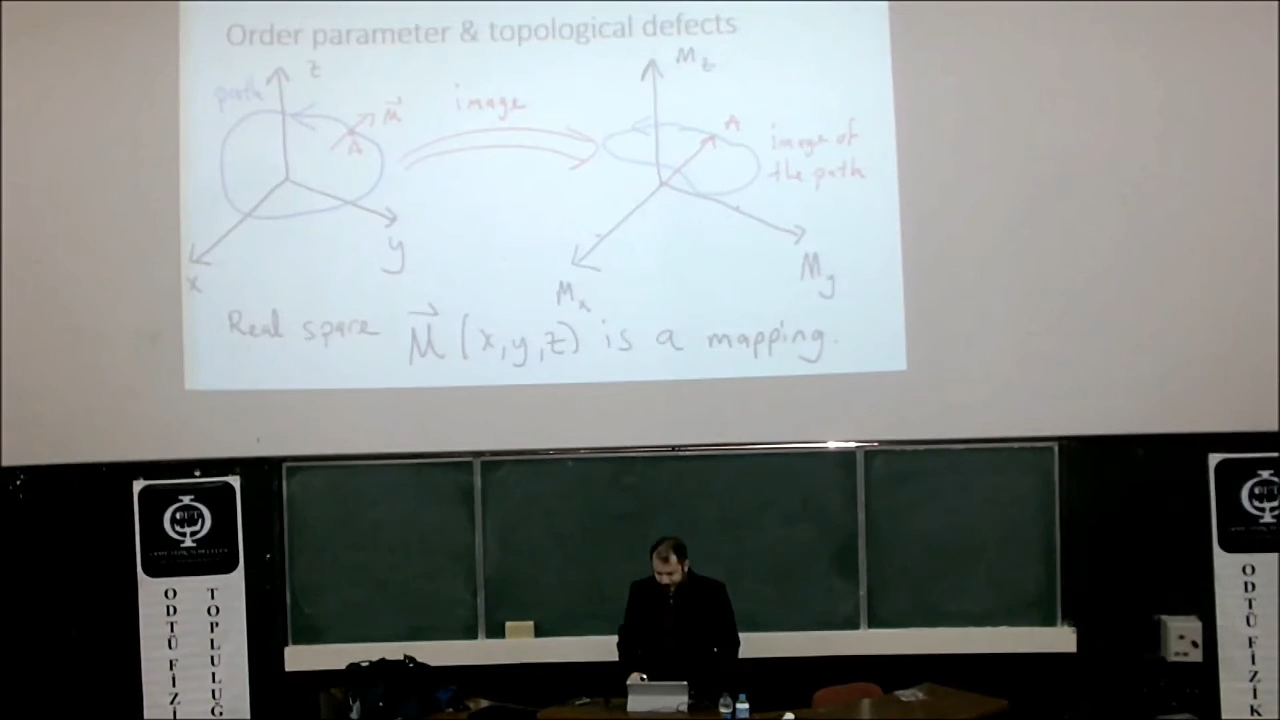 Order parameter & topological defects
z
path
M⃗
A
x
y
image
M_z
A
image of
the path
M_x
M_y
Real space M⃗ (x,y,z) is a mapping.
ODTÜ FİZİ
TOPLULUĞ
ODTÜ FİZİK